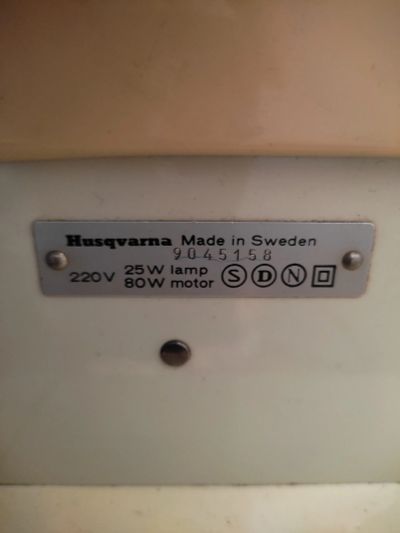 Husqvarna Made in Sweden
9045158
220V 25W lamp
80W motor S D N